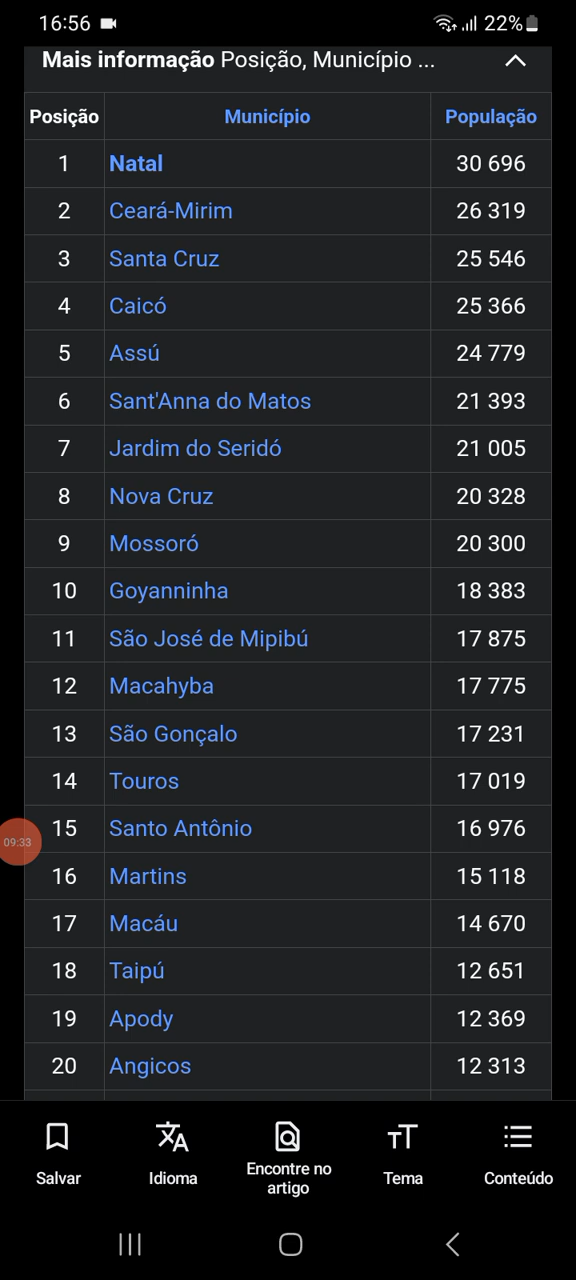 16:56 22%
Mais informação Posição, Município ...
Posição Município População
1 Natal 30 696
2 Ceará-Mirim 26 319
3 Santa Cruz 25 546
4 Caicó 25 366
5 Assú 24 779
6 Sant'Anna do Matos 21 393
7 Jardim do Seridó 21 005
8 Nova Cruz 20 328
9 Mossoró 20 300
10 Goyanninha 18 383
11 São José de Mipibú 17 875
12 Macahyba 17 775
13 São Gonçalo 17 231
14 Touros 17 019
15 Santo Antônio 16 976
09:33
16 Martins 15 118
17 Macáu 14 670
18 Taipú 12 651
19 Apody 12 369
20 Angicos 12 313
Salvar Idioma Encontre no artigo Tema Conteúdo